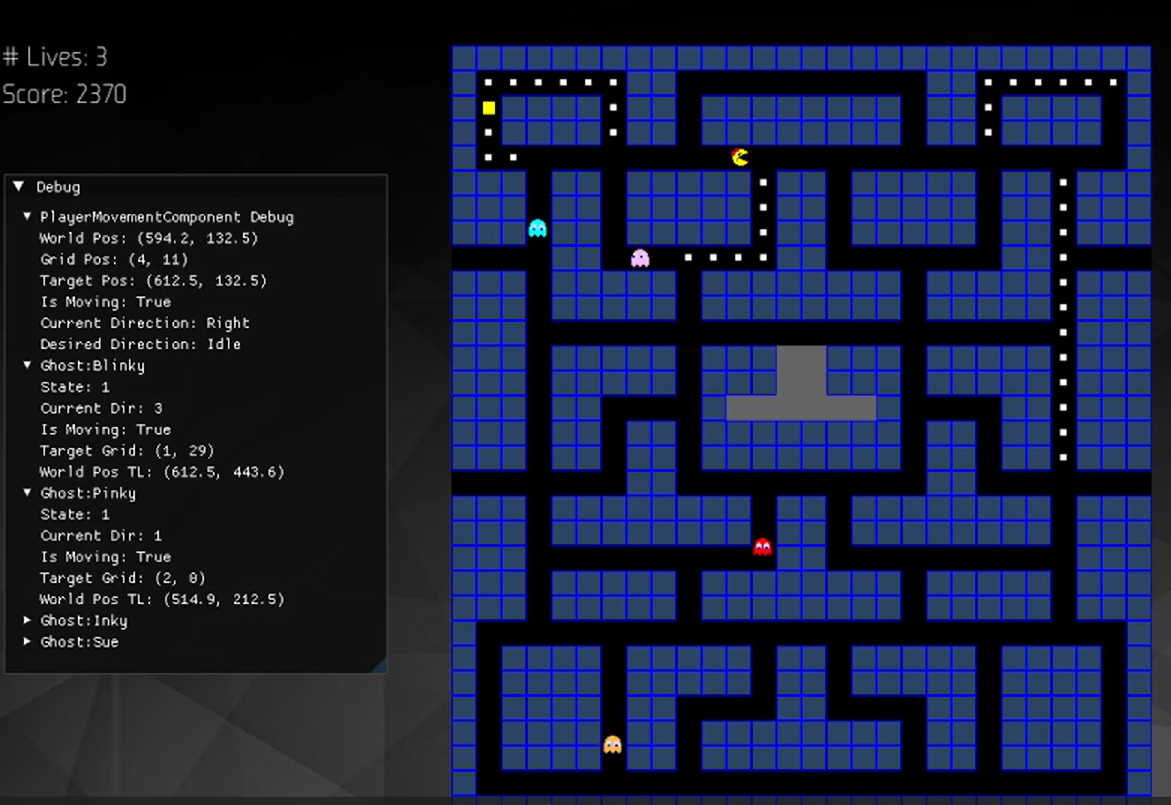 # Lives: 3
Score: 2370
Debug
PlayerMovementComponent Debug
World Pos: (594.2, 132.5)
Grid Pos: (4, 11)
Target Pos: (612.5, 132.5)
Is Moving: True
Current Direction: Right
Desired Direction: Idle
Ghost:Blinky
State: 1
Current Dir: 3
Is Moving: True
Target Grid: (1, 29)
World Pos TL: (612.5, 443.6)
Ghost:Pinky
State: 1
Current Dir: 1
Is Moving: True
Target Grid: (2, 0)
World Pos TL: (514.9, 212.5)
Ghost:Inky
Ghost:Sue